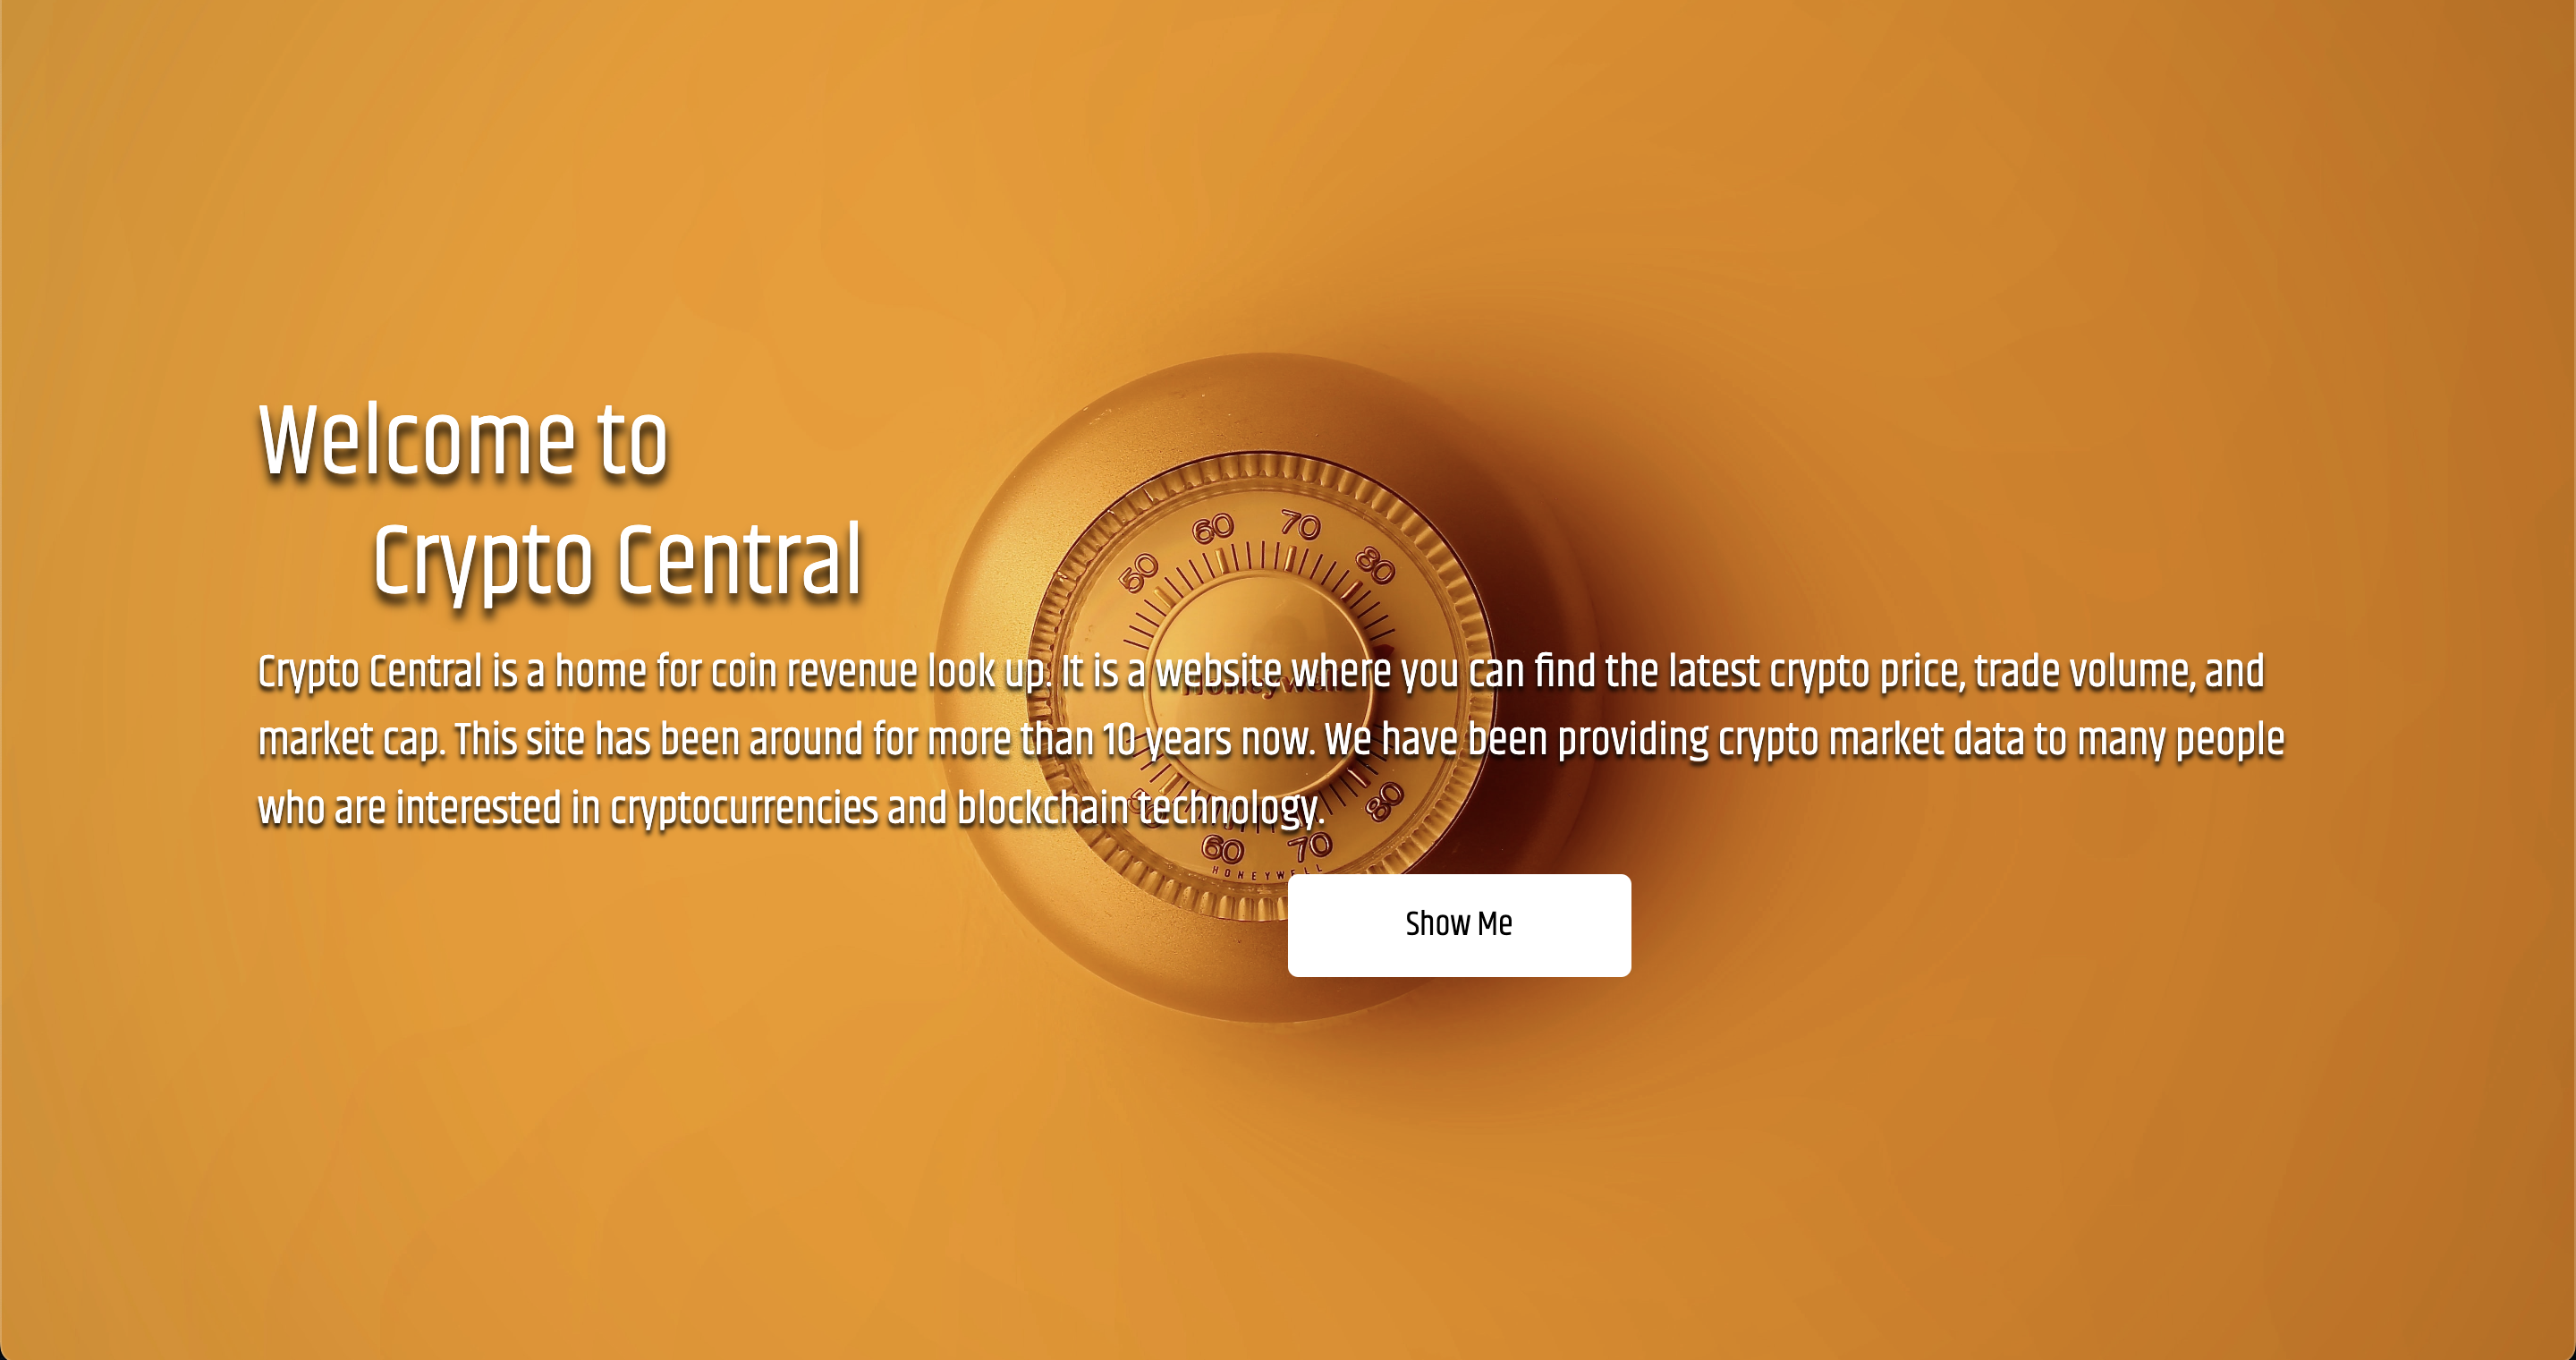 Welcome to
Crypto Central
60 70
50 80
Crypto Central is a home for coin revenue look up. It is a website where you can find the latest crypto price, trade volume, and
Honeywell
market cap. This site has been around for more than 10 years now. We have been providing crypto market data to many people
who are interested in cryptocurrencies and blockchain technology.
50 80
60 70
HONEYWELL
Show Me